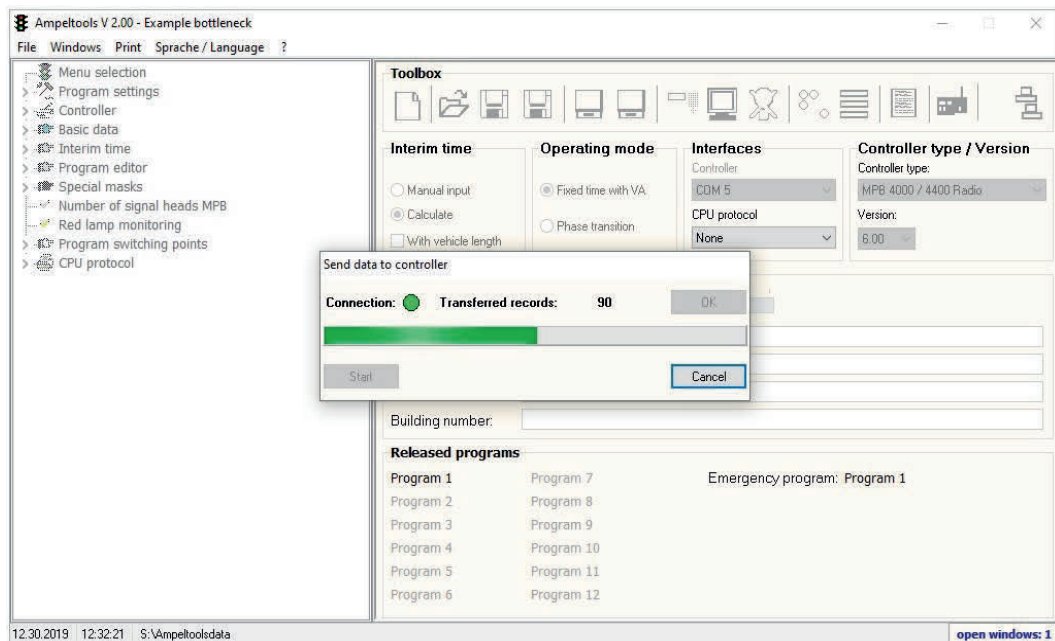 Ampeltools V 2.00 - Example bottleneck
File Windows Print Sprache / Language ?
Menu selection
Program settings
Controller
Basic data
Interim time
Program editor
Special masks
Number of signal heads MPB
Red lamp monitoring
Program switching points
CPU protocol
Toolbox
Interim time
Manual input
Calculate
With vehicle length
Operating mode
Fixed time with VA
Phase transition
Interfaces
Controller
COM 5
CPU protocol
None
Controller type / Version
Controller type:
MPB 4000 / 4400 Radio
Version:
6.00
Send data to controller
Connection: Transferred records: 90 OK
Start Cancel
Building number:
Released programs
Program 1 Program 7 Emergency program: Program 1
Program 2 Program 8
Program 3 Program 9
Program 4 Program 10
Program 5 Program 11
Program 6 Program 12
12.30.2019 12:32:21 S:\Ampeltoolsdata open windows: 1